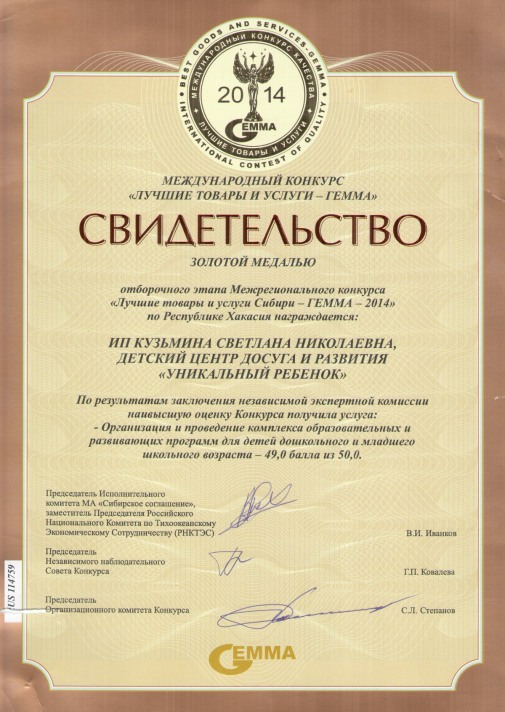 BEST GOODS AND SERVICES-GEMMA
INTERNATIONAL CONTEST OF QUALITY
МЕЖДУНАРОДНЫЙ КОНКУРС КАЧЕСТВА
ЛУЧШИЕ ТОВАРЫ И УСЛУГИ
2014
GEMMA
МЕЖДУНАРОДНЫЙ КОНКУРС
«ЛУЧШИЕ ТОВАРЫ И УСЛУГИ – ГЕММА»
СВИДЕТЕЛЬСТВО
ЗОЛОТОЙ МЕДАЛЬЮ
отборочного этапа Межрегионального конкурса
«Лучшие товары и услуги Сибири – ГЕММА – 2014»
по Республике Хакасия награждается:
ИП КУЗЬМИНА СВЕТЛАНА НИКОЛАЕВНА,
ДЕТСКИЙ ЦЕНТР ДОСУГА И РАЗВИТИЯ
«УНИКАЛЬНЫЙ РЕБЕНОК»
По результатам заключения независимой экспертной комиссии
наивысшую оценку Конкурса получила услуга:
- Организация и проведение комплекса образовательных и
развивающих программ для детей дошкольного и младшего
школьного возраста – 49,0 балла из 50,0.
Председатель Исполнительного
комитета МА «Сибирское соглашение»,
заместитель Председателя Российского
Национального Комитета по Тихоокеанскому
Экономическому Сотрудничеству (РНКТЭС)
В.И. Иванков
Председатель
Независимого наблюдательного
Совета Конкурса
Г.П. Ковалева
Председатель
Организационного комитета Конкурса
С.Л. Степанов
US 114759
GEMMA